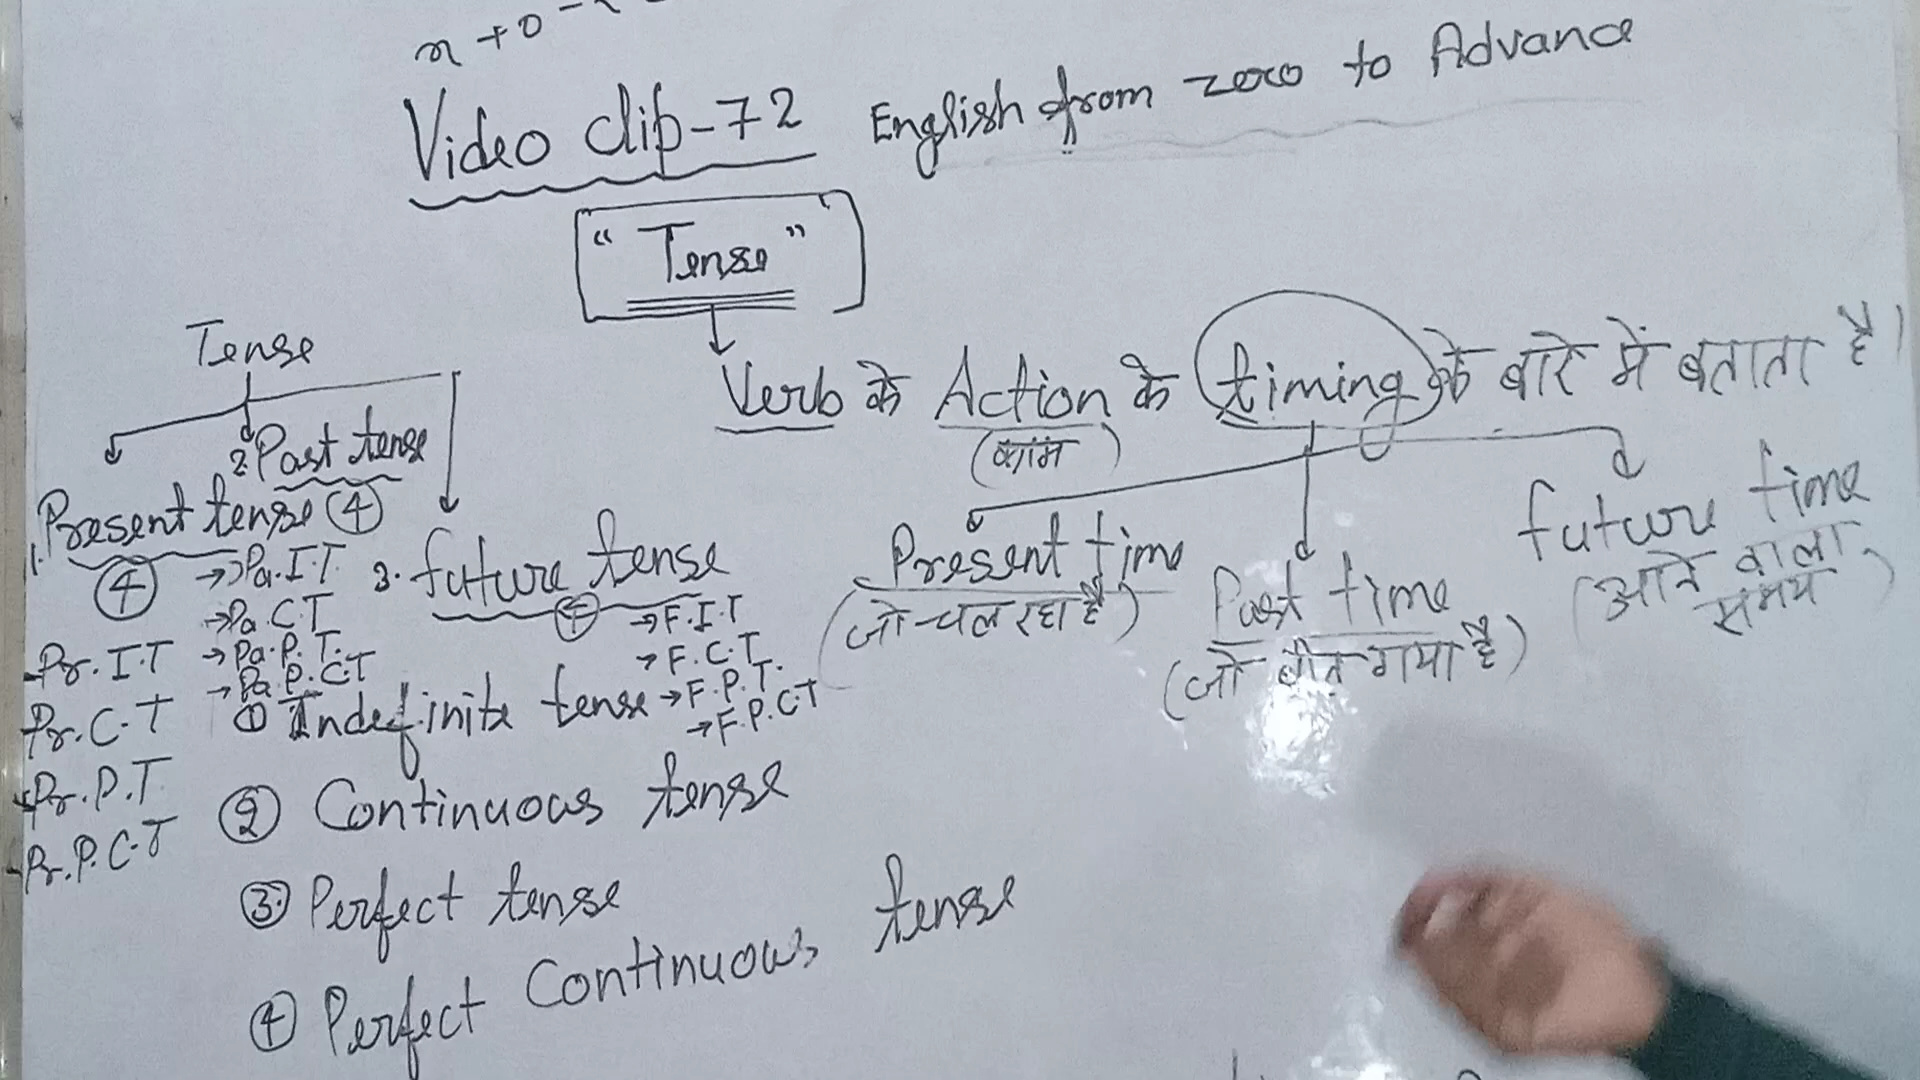 Video clip-72 English from zero to Advance
"Tense"
Verb के Action के timing के बारे में बताता है।
(काम)
Present time
(जो चल रहा है)
Past time
(जो बीत गया है)
future time
(आने वाला
समय)
Tense
1. Present tense
④
Pr. I. T
Pr. C. T
Pr. P. T
Pr. P. C. T
2. Past tense
④
→ Pa. I. T.
→ Pa. C. T
→ Pa. P. T.
→ Pa. P. C. T
3. future tense
④
→ F. I. T
→ F. C. T.
→ F. P. T.
→ F. P. C. T
① Indefinite tense
② Continuous tense
③ Perfect tense
④ Perfect Continuous tense